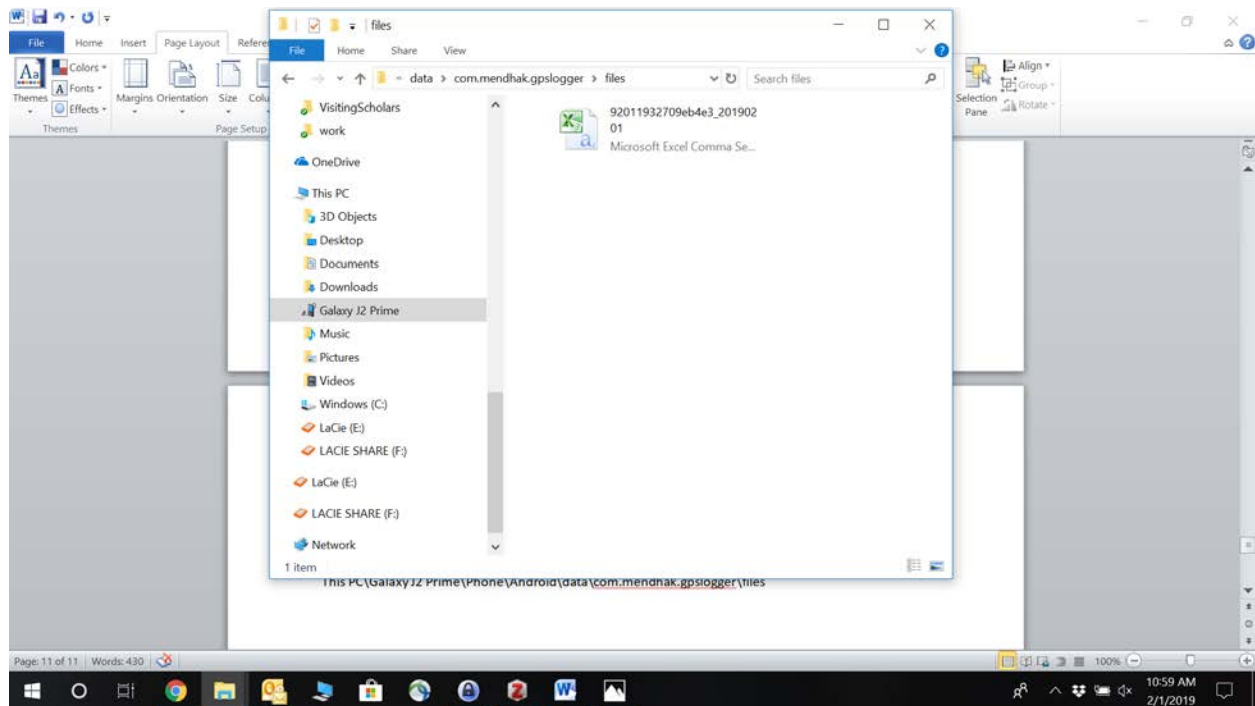 files
File
Home
Insert
Page Layout
File
Home
Share
View
Colors
Fonts
Effects
Themes
Margins
Orientation
Size
Themes
Page Setup
Selection
Pane
Align
Group
Rotate
data > com.mendhak.gpslogger > files
Search files
VisitingScholars
work
OneDrive
This PC
3D Objects
Desktop
Documents
Downloads
Galaxy J2 Prime
Music
Pictures
Videos
Windows (C:)
LaCie (E:)
LACIE SHARE (F:)
LaCie (E:)
LACIE SHARE (F:)
Network
1 item
92011932709eb4e3_201902
01
Microsoft Excel Comma Se...
This PC\Galaxy J2 Prime\Phone\Android\data\com.mendhak.gpslogger\files
Page: 11 of 11
Words: 430
100%
10:59 AM
2/1/2019